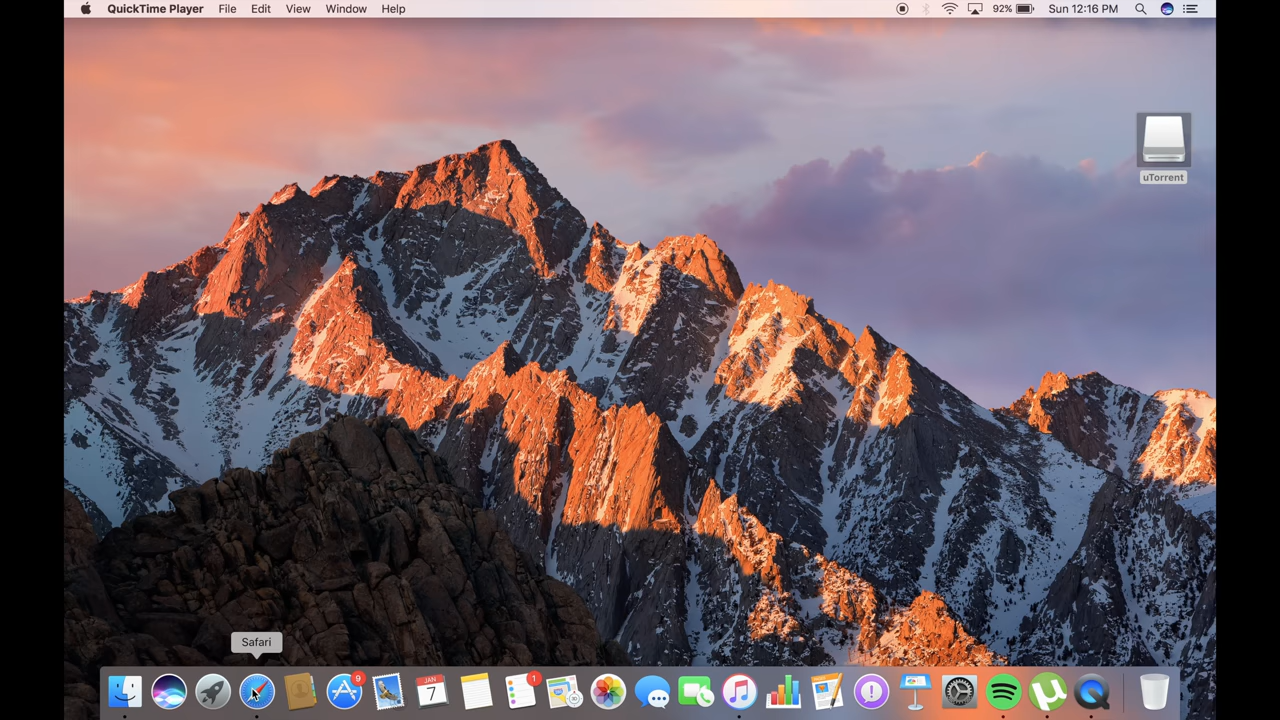 QuickTime Player File Edit View Window Help 92% Sun 12:16 PM
uTorrent
Safari
9
JAN
7
1